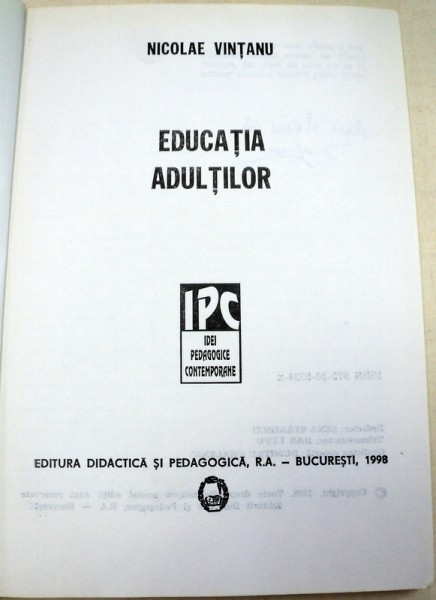 NICOLAE VINȚANU
EDUCAȚIA
ADULȚILOR
IPC
IDEI
PEDAGOGICE
CONTEMPORANE
EDITURA DIDACTICĂ ȘI PEDAGOGICĂ, R.A. – BUCUREȘTI, 1998